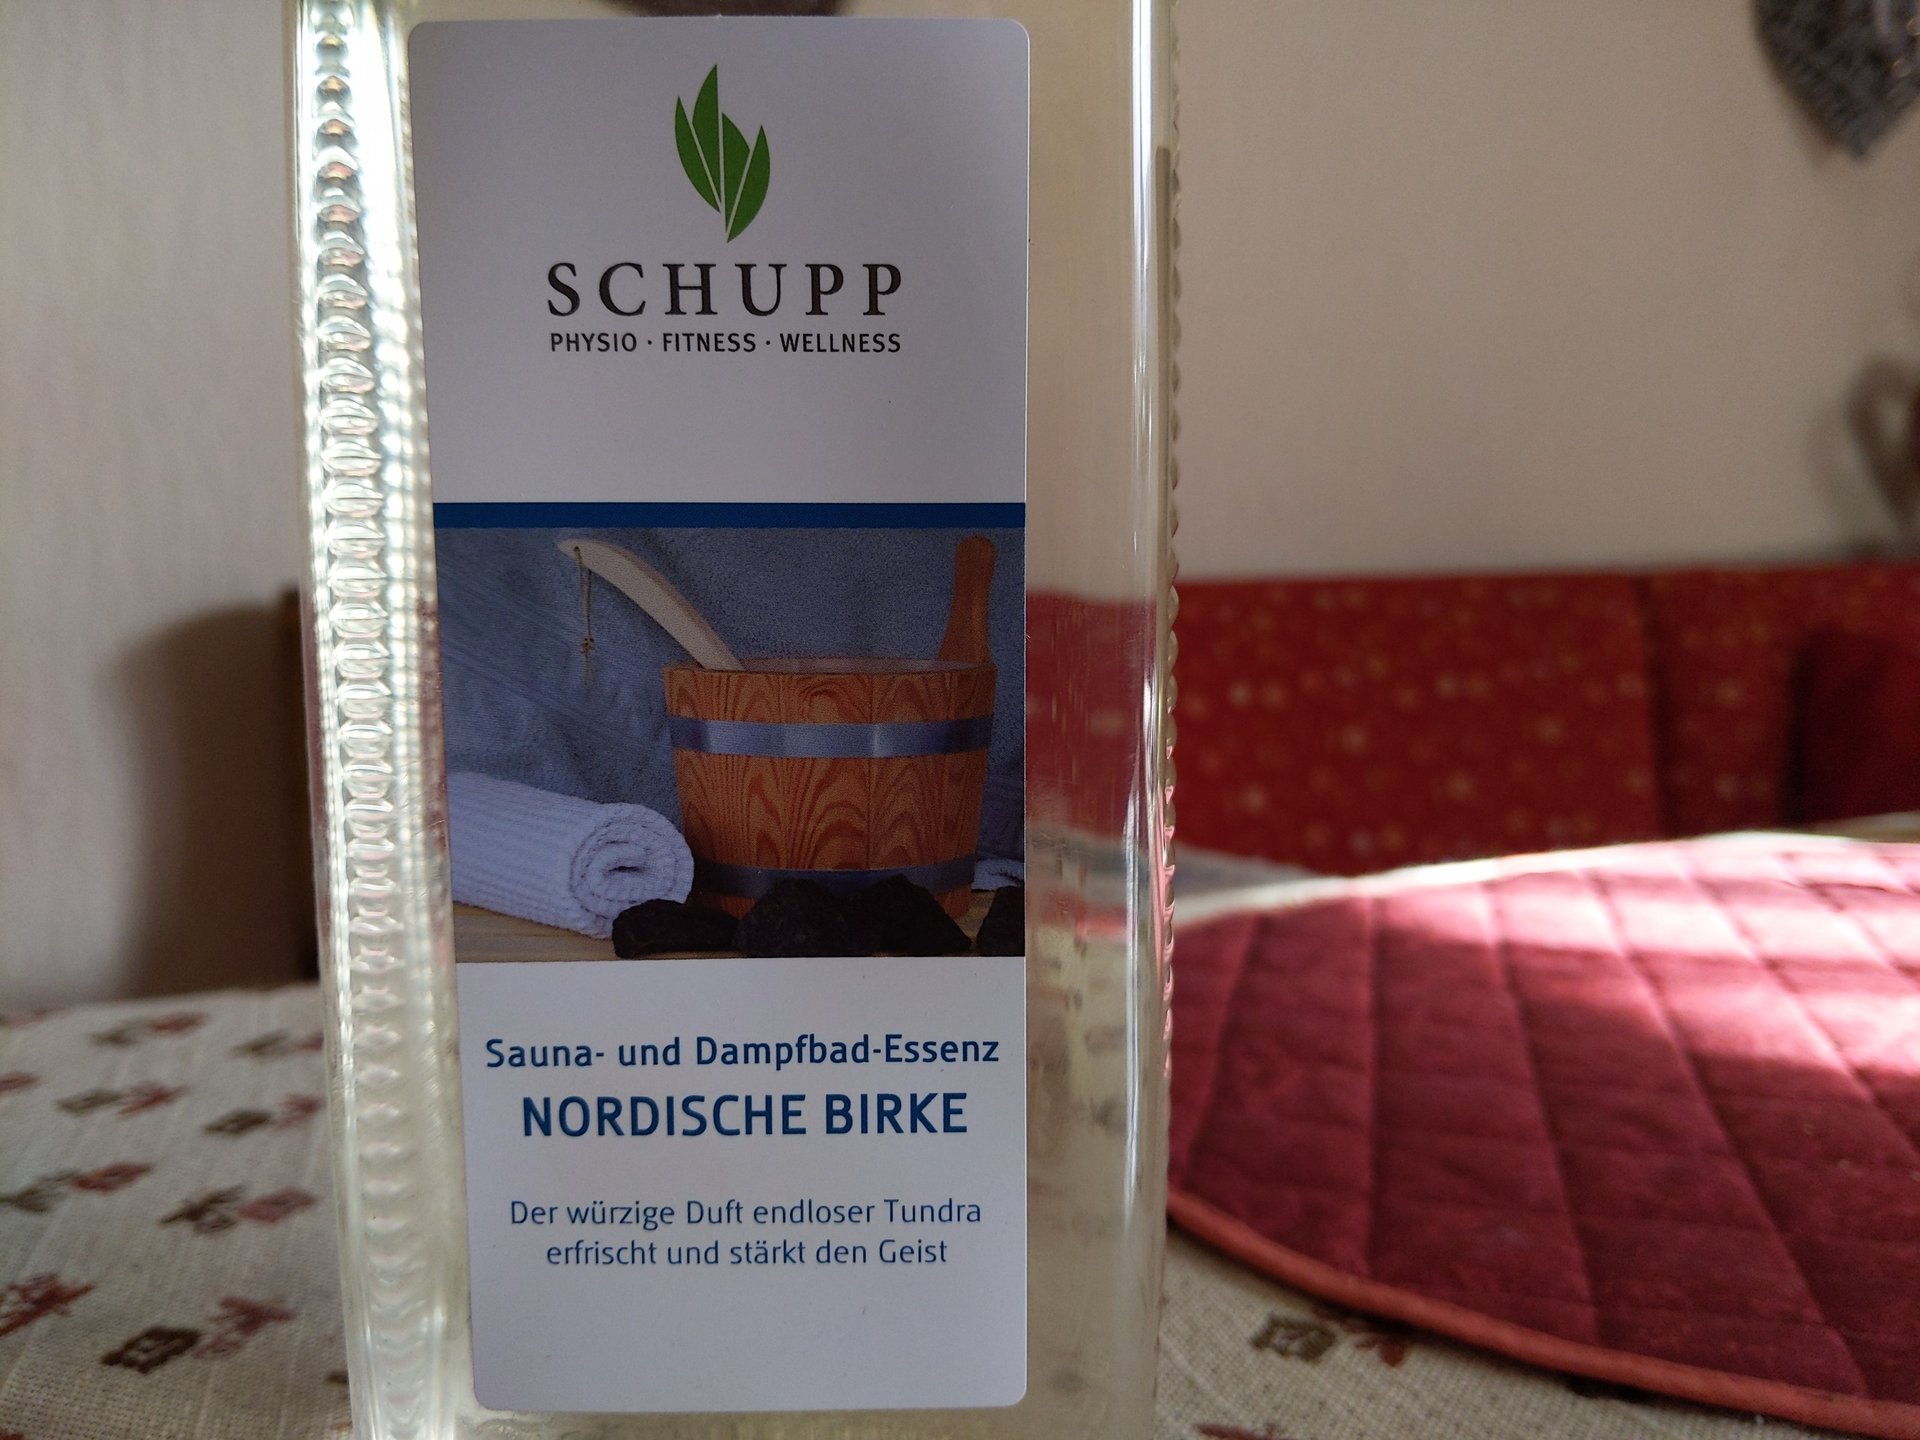 SCHUPP
PHYSIO · FITNESS · WELLNESS
Sauna- und Dampfbad-Essenz
NORDISCHE BIRKE
Der würzige Duft endloser Tundra
erfrischt und stärkt den Geist